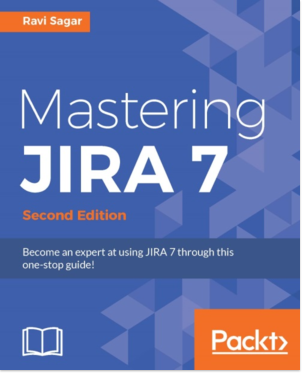 Ravi Sagar
Mastering
JIRA 7
Second Edition
Become an expert at using JIRA 7 through this
one-stop guide!
Packt>